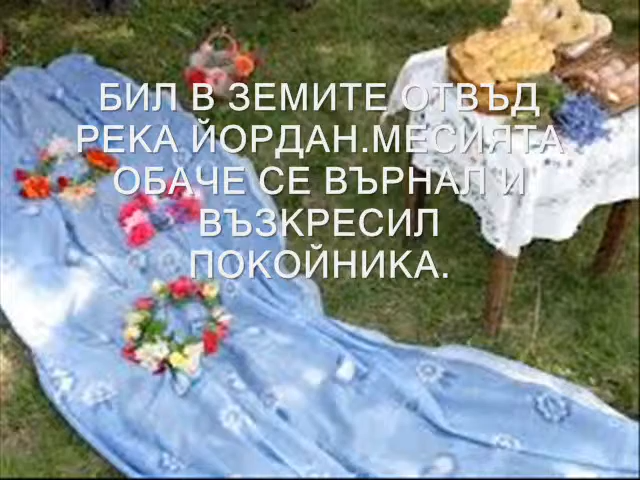 БИЛ В ЗЕМИТЕ ОТВЪД
РЕКА ЙОРДАН.МЕСИЯТА
ОБАЧЕ СЕ ВЪРНАЛ И
ВЪЗКРЕСИЛ
ПОКОЙНИКА.